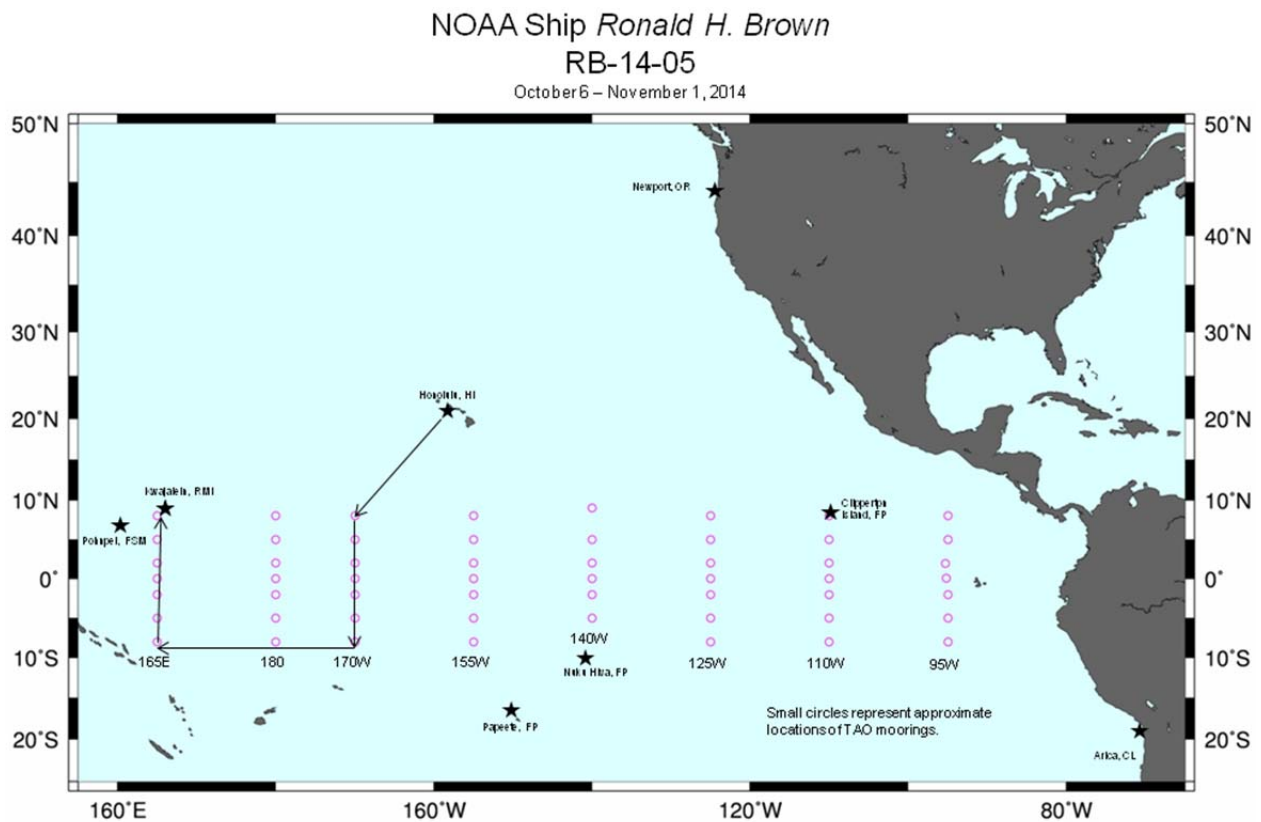 NOAA Ship Ronald H. Brown
RB-14-05
October 6 – November 1, 2014
50°N 50°N
Newport, OR
40°N 40°N
30°N 30°N
Honolulu, HI
20°N 20°N
Kwajalein, RMI
10°N 10°N
Clipperton
Island, FP
Pohnpei, FSM
0° 0°
140W
165E 180 170W 155W 125W 110W 95W
10°S 10°S
Nuku Hiva, FP
Small circles represent approximate
locations of TAO moorings.
Papeete, FP
20°S 20°S
Arica, CL
160°E 160°W 120°W 80°W